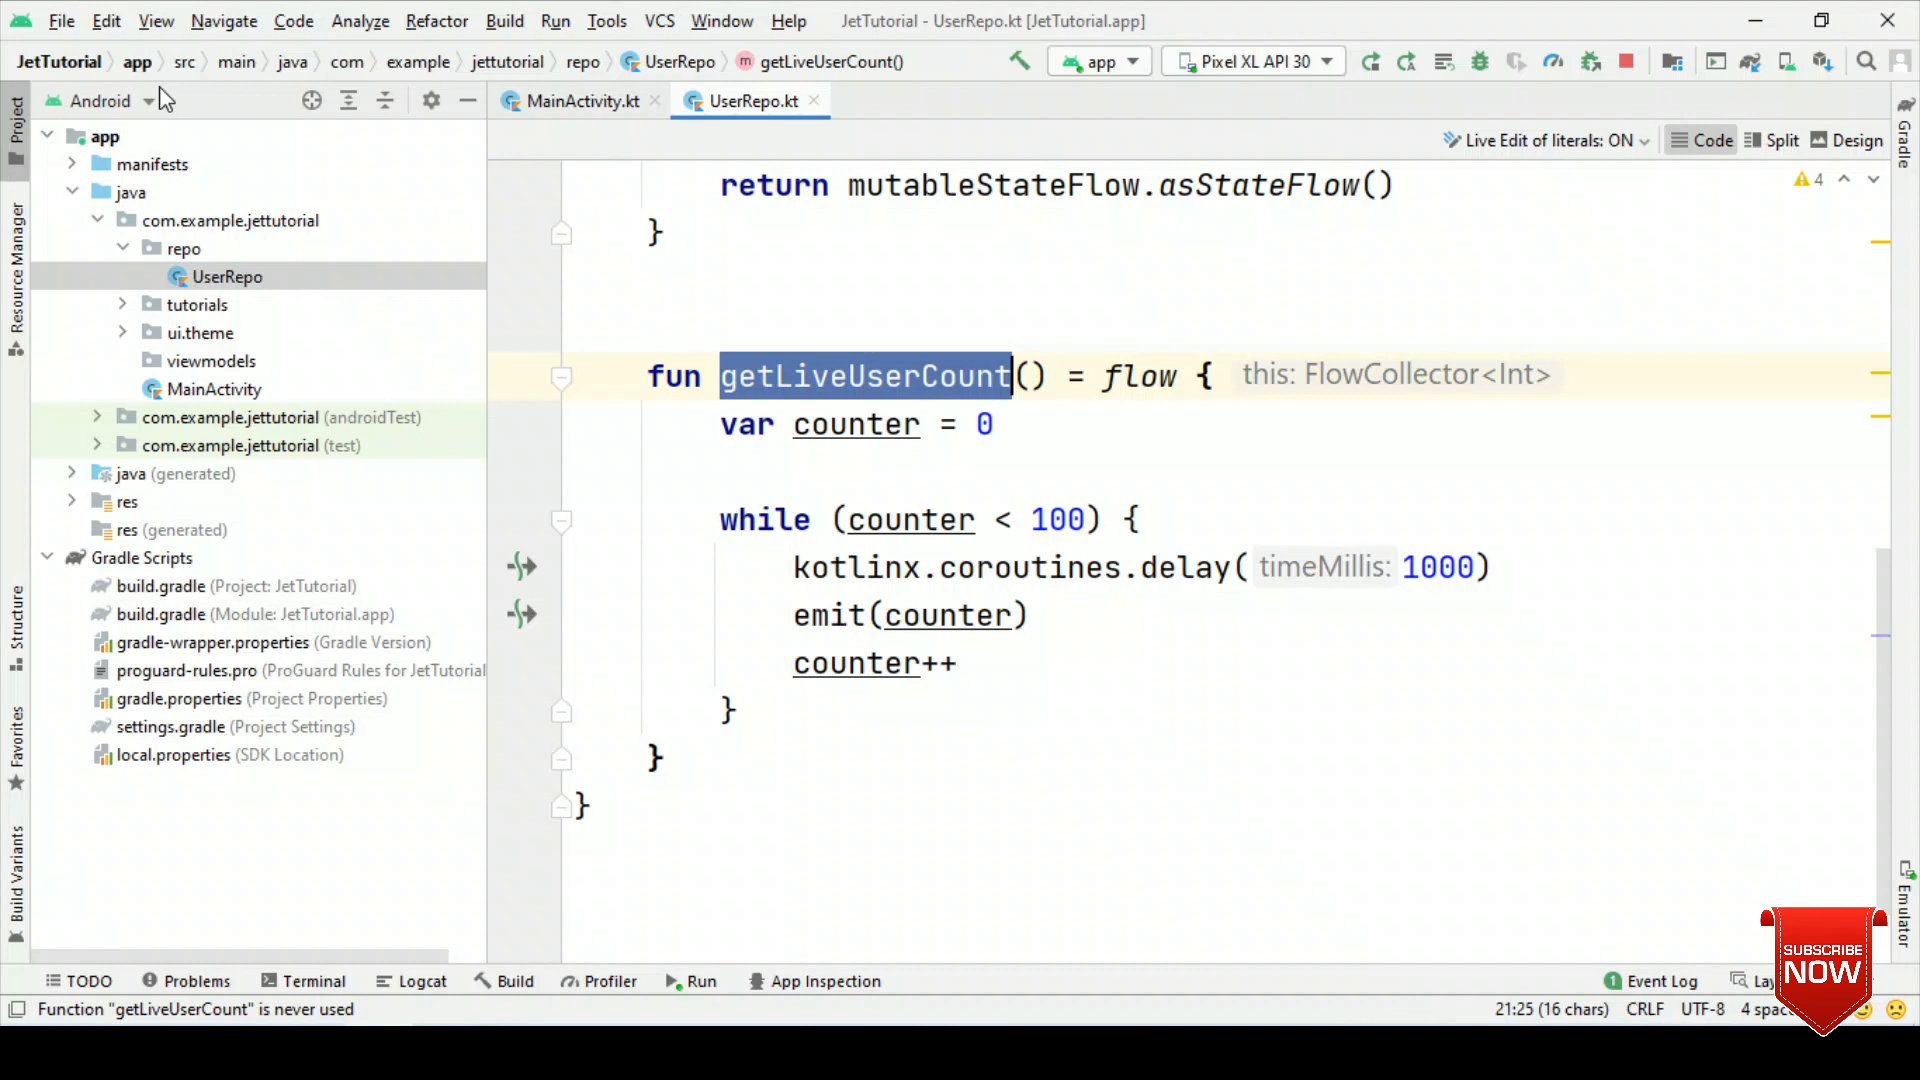 File Edit View Navigate Code Analyze Refactor Build Run Tools VCS Window Help JetTutorial - UserRepo.kt [JetTutorial.app]
JetTutorial app src main java com example jettutorial repo UserRepo m getLiveUserCount() app Pixel XL API 30
Android MainActivity.kt UserRepo.kt
Live Edit of literals: ON Code Split Design
Project
Resource Manager
Structure
Favorites
Build Variants
app
manifests
java
com.example.jettutorial
repo
UserRepo
tutorials
ui.theme
viewmodels
MainActivity
com.example.jettutorial (androidTest)
com.example.jettutorial (test)
java (generated)
res
res (generated)
Gradle Scripts
build.gradle (Project: JetTutorial)
build.gradle (Module: JetTutorial.app)
gradle-wrapper.properties (Gradle Version)
proguard-rules.pro (ProGuard Rules for JetTutorial
gradle.properties (Project Properties)
settings.gradle (Project Settings)
local.properties (SDK Location)
return mutableStateFlow.asStateFlow()
}
4
fun getLiveUserCount() = flow { this: FlowCollector<Int>
var counter = 0
while (counter < 100) {
kotlinx.coroutines.delay( timeMillis: 1000)
emit(counter)
counter++
}
}
}
Gradle
Emulator
SUBSCRIBE
NOW
TODO Problems Terminal Logcat Build Profiler Run App Inspection 1 Event Log
Function "getLiveUserCount" is never used 21:25 (16 chars) CRLF UTF-8 4